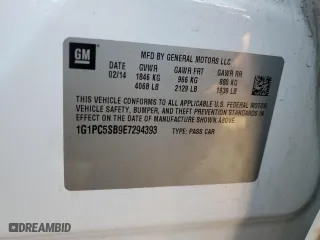 GM
MFD BY GENERAL MOTORS LLC
DATE GVWR GAWR FRT GAWR RR
02/14 1846 KG 966 KG 880 KG
4068 LB 2129 LB 1939 LB
THIS VEHICLE CONFORMS TO ALL APPLICABLE U.S. FEDERAL MOTOR
VEHICLE SAFETY, BUMPER, AND THEFT PREVENTION STANDARDS
IN EFFECT ON THE DATE OF MANUFACTURE SHOWN ABOVE.
1G1PC5SB9E7294393 TYPE: PASS CAR
DREAMBID